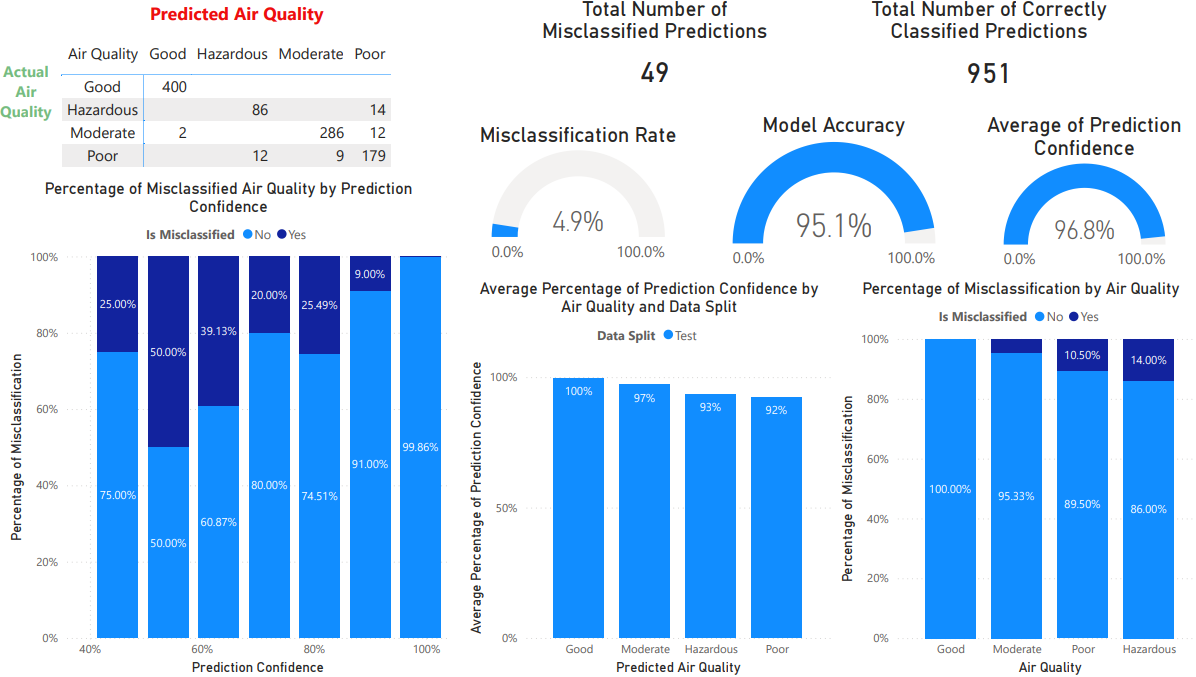 Predicted Air Quality
Air Quality Good Hazardous Moderate Poor
Actual
Air
Quality
Good 400
Hazardous 86 14
Moderate 2 286 12
Poor 12 9 179
Total Number of
Misclassified Predictions
49
Total Number of Correctly
Classified Predictions
951
Misclassification Rate
4.9%
0.0% 100.0%
Model Accuracy
95.1%
0.0% 100.0%
Average of Prediction
Confidence
96.8%
0.0% 100.0%
Percentage of Misclassified Air Quality by Prediction
Confidence
Is Misclassified No Yes
Percentage of Misclassification
100%
80%
60%
40%
20%
0%
25.00% 50.00% 39.13% 20.00% 25.49% 9.00%
75.00% 50.00% 60.87% 80.00% 74.51% 91.00% 99.86%
40% 60% 80% 100%
Prediction Confidence
Average Percentage of Prediction Confidence by
Air Quality and Data Split
Data Split Test
Average Percentage of Prediction Confidence
100%
50%
0%
100% 97% 93% 92%
Good Moderate Hazardous Poor
Predicted Air Quality
Percentage of Misclassification by Air Quality
Is Misclassified No Yes
Percentage of Misclassification
100%
80%
60%
40%
20%
0%
10.50% 14.00%
100.00% 95.33% 89.50% 86.00%
Good Moderate Poor Hazardous
Air Quality